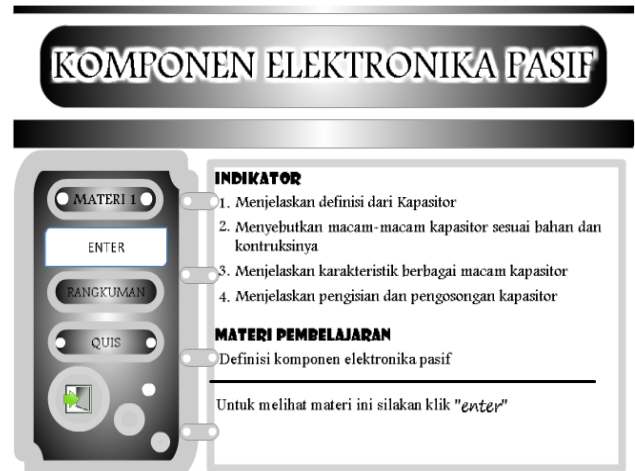 KOMPONEN ELEKTRONIKA PASIF
MATERI 1
ENTER
RANGKUMAN
QUIS
INDIKATOR
1. Menjelaskan definisi dari Kapasitor
2. Menyebutkan macam-macam kapasitor sesuai bahan dan
kontruksinya
3. Menjelaskan karakteristik berbagai macam kapasitor
4. Menjelaskan pengisian dan pengosongan kapasitor
MATERI PEMBELAJARAN
Definisi komponen elektronika pasif
Untuk melihat materi ini silakan klik "enter"